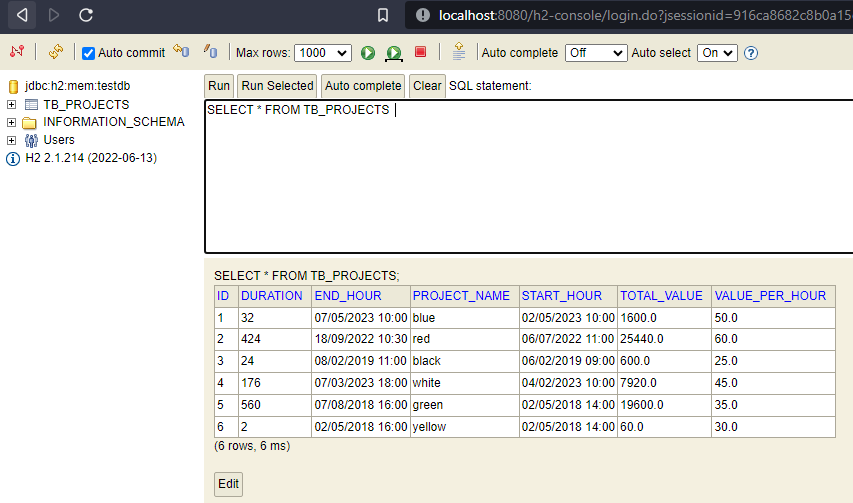 localhost:8080/h2-console/login.do?jsessionid=916ca8682c8b0a15
Auto commit Max rows: 1000 Auto complete Off Auto select On ?
jdbc:h2:mem:testdb
TB_PROJECTS
INFORMATION_SCHEMA
Users
H2 2.1.214 (2022-06-13)
Run Run Selected Auto complete Clear SQL statement:
SELECT * FROM TB_PROJECTS
SELECT * FROM TB_PROJECTS;
ID DURATION END_HOUR PROJECT_NAME START_HOUR TOTAL_VALUE VALUE_PER_HOUR
1 32 07/05/2023 10:00 blue 02/05/2023 10:00 1600.0 50.0
2 424 18/09/2022 10:30 red 06/07/2022 11:00 25440.0 60.0
3 24 08/02/2019 11:00 black 06/02/2019 09:00 600.0 25.0
4 176 07/03/2023 18:00 white 04/02/2023 10:00 7920.0 45.0
5 560 07/08/2018 16:00 green 02/05/2018 14:00 19600.0 35.0
6 2 02/05/2018 16:00 yellow 02/05/2018 14:00 60.0 30.0
(6 rows, 6 ms)
Edit